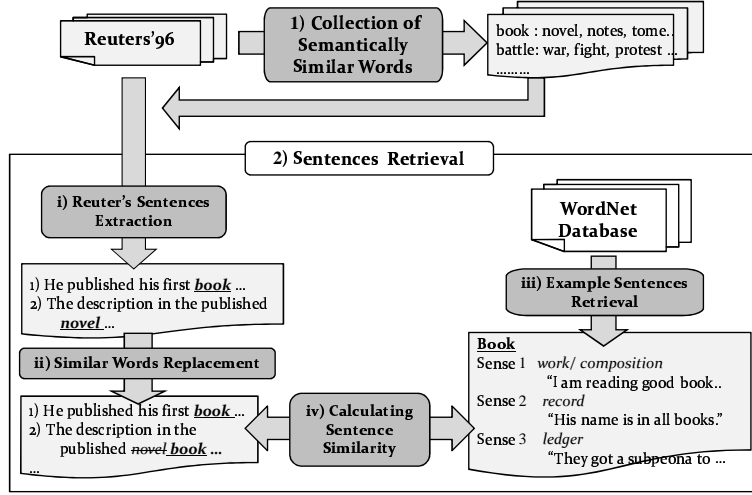 Reuters'96
1) Collection of
Semantically
Similar Words
book : novel, notes, tome..
battle: war, fight, protest ...
.........
2) Sentences Retrieval
i) Reuter's Sentences
Extraction
1) He published his first book ...
2) The description in the published
novel ...
ii) Similar Words Replacement
1) He published his first book ...
2) The description in the
published novel book ...
...
iv) Calculating
Sentence
Similarity
WordNet
Database
iii) Example Sentences
Retrieval
Book
Sense 1 work/ composition
"I am reading good book..
Sense 2 record
"His name is in all books."
Sense 3 ledger
"They got a subpeona to ...